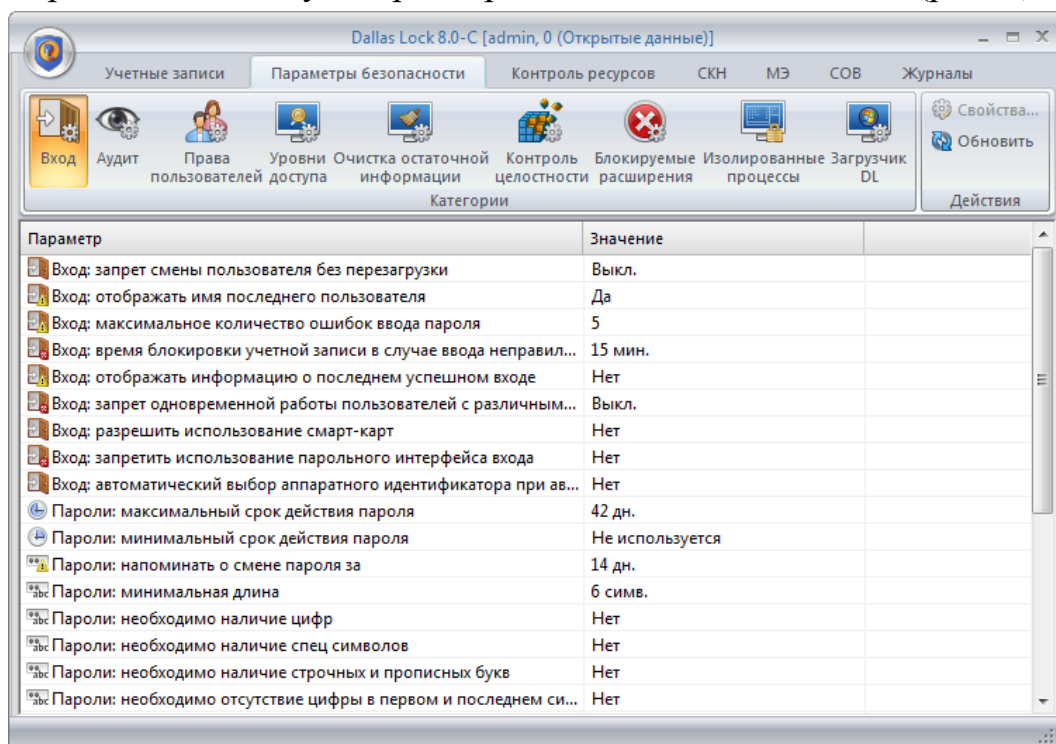 Dallas Lock 8.0-C [admin, 0 (Открытые данные)]
Учетные записи Параметры безопасности Контроль ресурсов СКН МЭ СОВ Журналы
Вход Аудит Права пользователей Уровни доступа Очистка остаточной информации Контроль целостности Блокируемые расширения Изолированные процессы Загрузчик DL
Свойства...
Обновить
Категории Действия
Параметр Значение
Вход: запрет смены пользователя без перезагрузки Выкл.
Вход: отображать имя последнего пользователя Да
Вход: максимальное количество ошибок ввода пароля 5
Вход: время блокировки учетной записи в случае ввода неправил... 15 мин.
Вход: отображать информацию о последнем успешном входе Нет
Вход: запрет одновременной работы пользователей с различным... Выкл.
Вход: разрешить использование смарт-карт Нет
Вход: запретить использование парольного интерфейса входа Нет
Вход: автоматический выбор аппаратного идентификатора при ав... Нет
Пароли: максимальный срок действия пароля 42 дн.
Пароли: минимальный срок действия пароля Не используется
Пароли: напоминать о смене пароля за 14 дн.
Пароли: минимальная длина 6 симв.
Пароли: необходимо наличие цифр Нет
Пароли: необходимо наличие спец символов Нет
Пароли: необходимо наличие строчных и прописных букв Нет
Пароли: необходимо отсутствие цифры в первом и последнем си... Нет